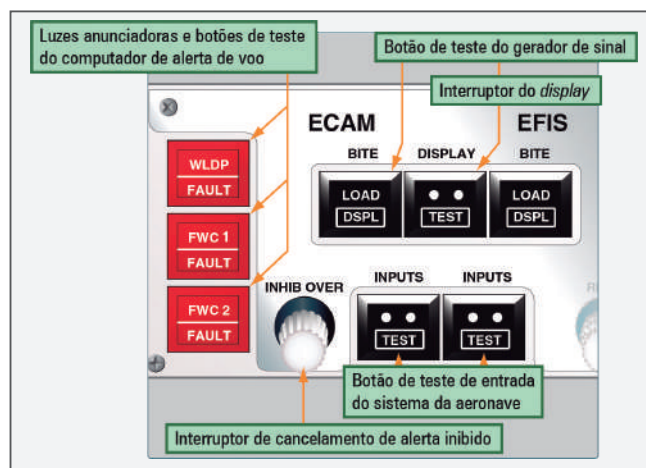 Luzes anunciadoras e botões de teste
do computador de alerta de voo
Botão de teste do gerador de sinal
Interruptor do display
ECAM
EFIS
BITE
DISPLAY
BITE
WLDP
FAULT
LOAD
DSPL
TEST
LOAD
DSPL
FWC 1
FAULT
INHIB OVER
INPUTS
INPUTS
FWC 2
FAULT
TEST
TEST
Botão de teste de entrada
do sistema da aeronave
Interruptor de cancelamento de alerta inibido